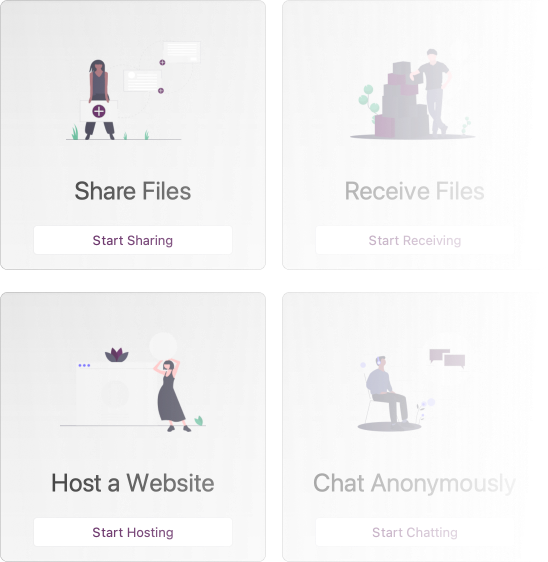 Share Files
Start Sharing
Receive Files
Start Receiving
Host a Website
Start Hosting
Chat Anonymously
Start Chatting